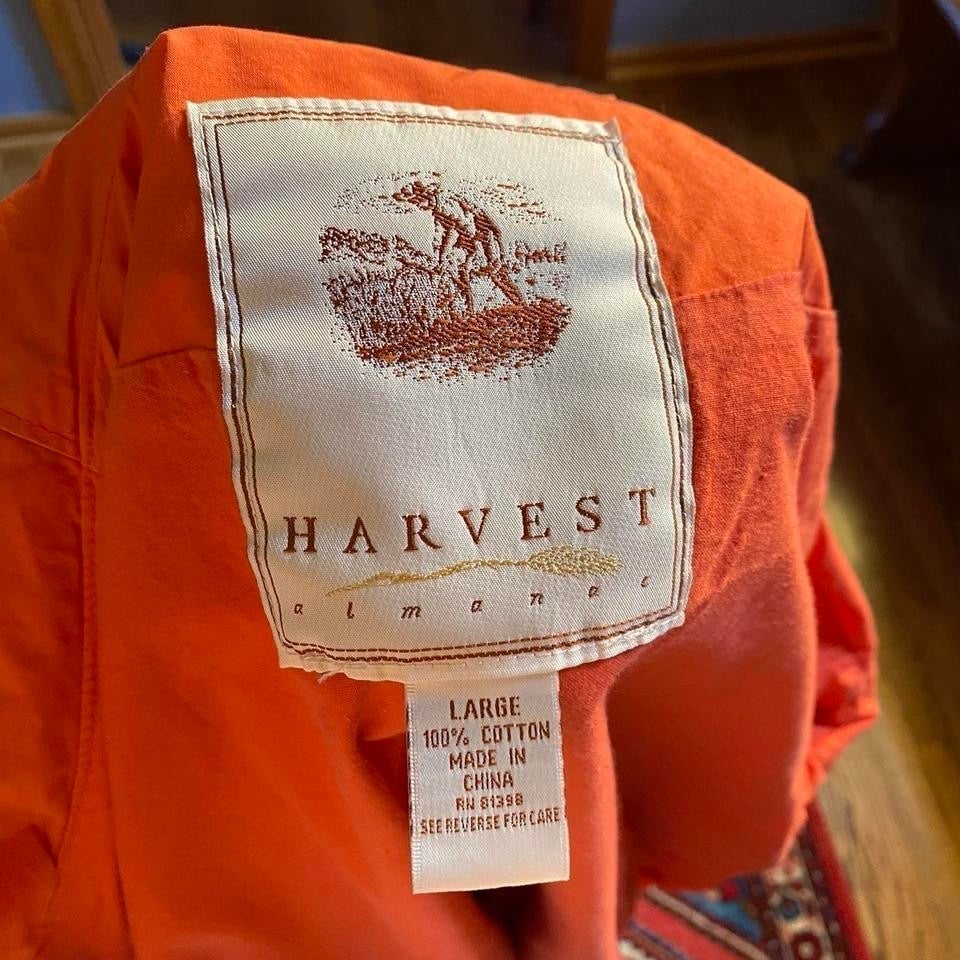 HARVEST
almanac
LARGE
100% COTTON
MADE IN
CHINA
RN 81398
SEE REVERSE FOR CARE